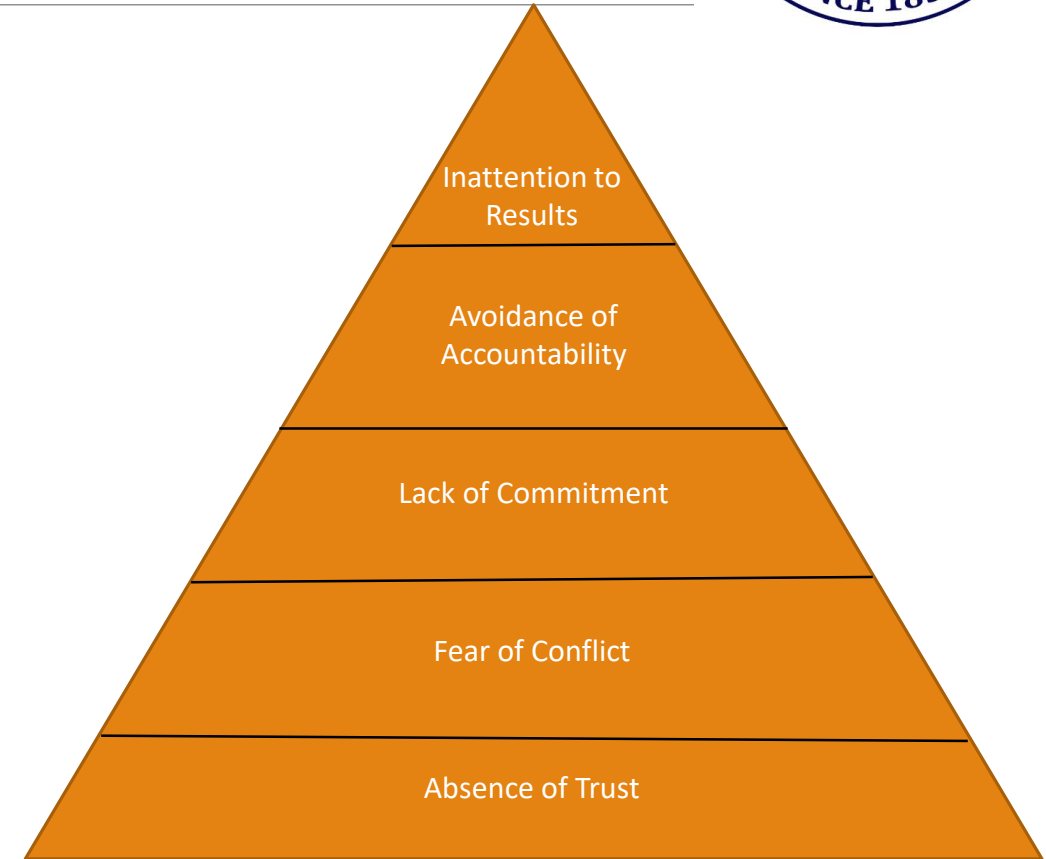 Inattention to
Results
Avoidance of
Accountability
Lack of Commitment
Fear of Conflict
Absence of Trust